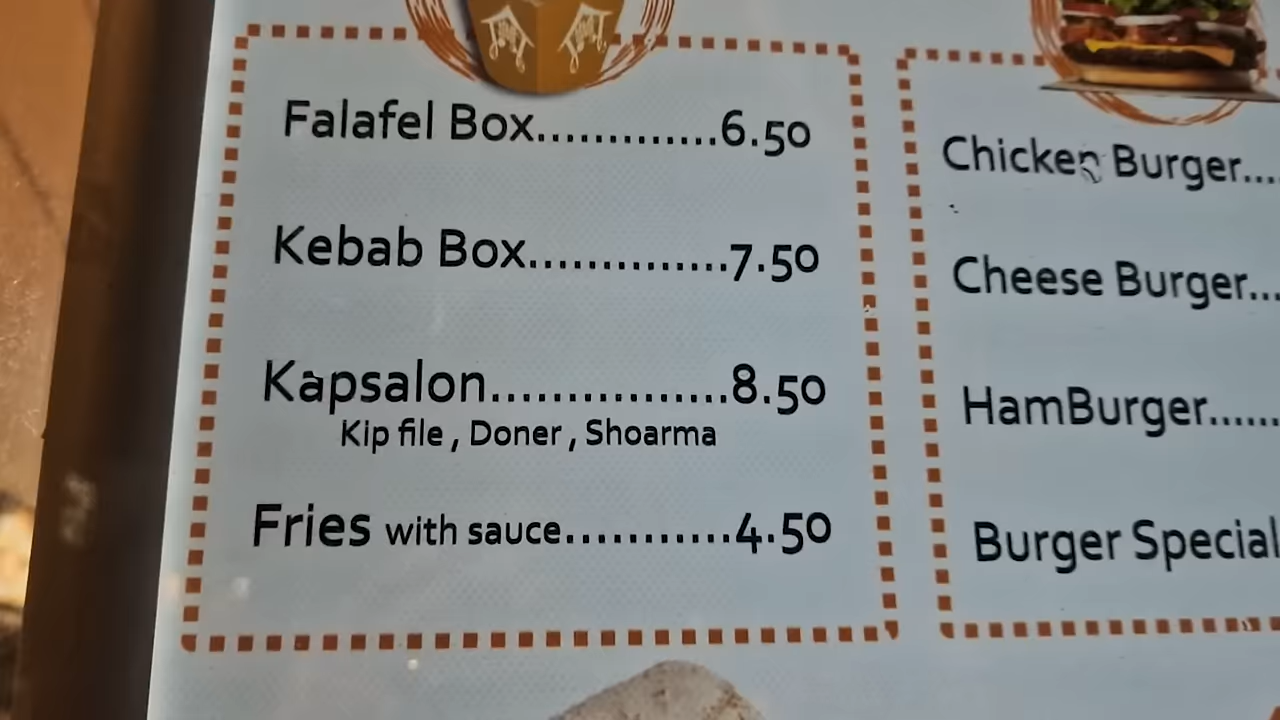 Falafel Box.............6.50
Kebab Box..............7.50
Kapsalon................8.50
Kip file , Doner , Shoarma
Fries with sauce...........4.50
Chicken Burger....
Cheese Burger...
HamBurger......
Burger Special